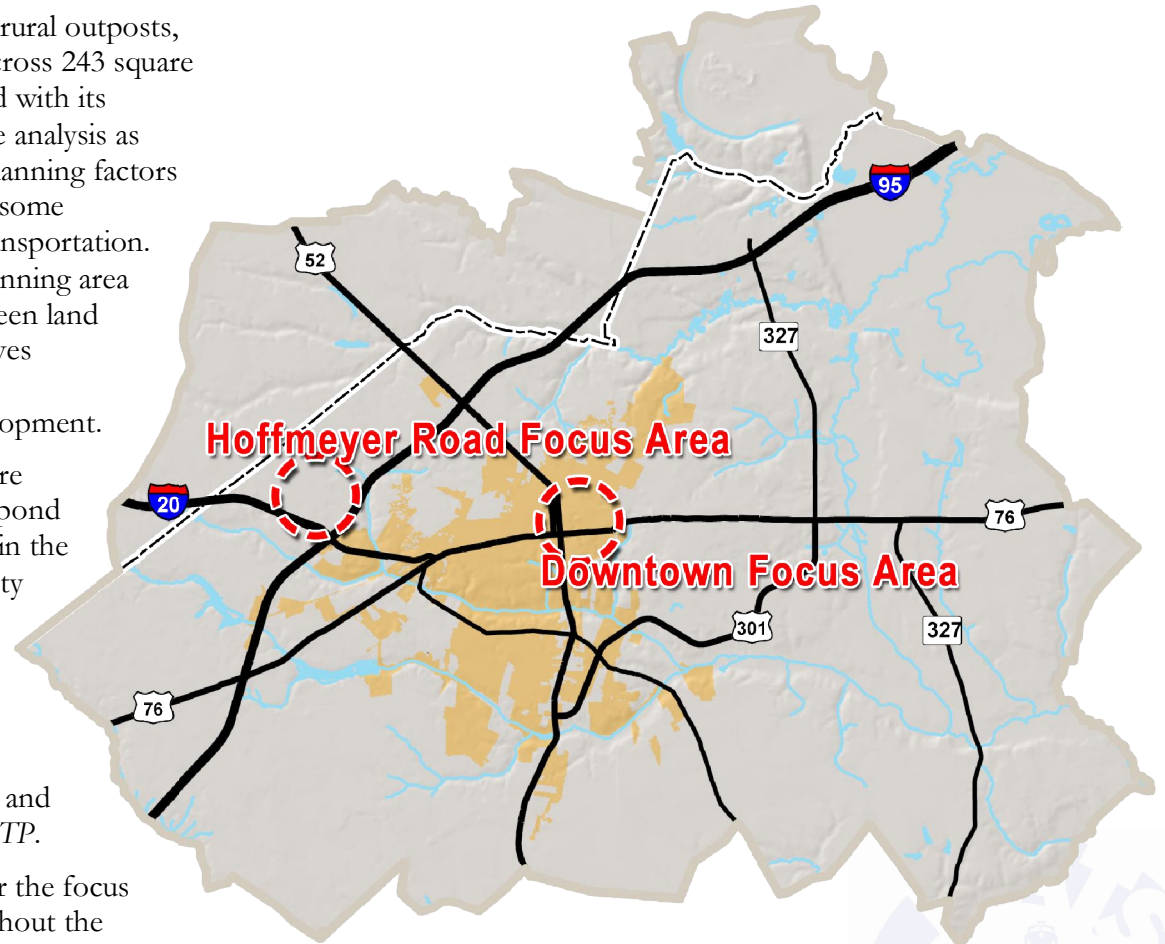 rural outposts,
cross 243 square
d with its
e analysis as
lanning factors
some
nsportation.
nning area
een land
ves
opment.
re
pond
in the
ty
and
TP.
r the focus
hout the
95
52
327
Hoffmeyer Road Focus Area
20
76
Downtown Focus Area
301
327
76